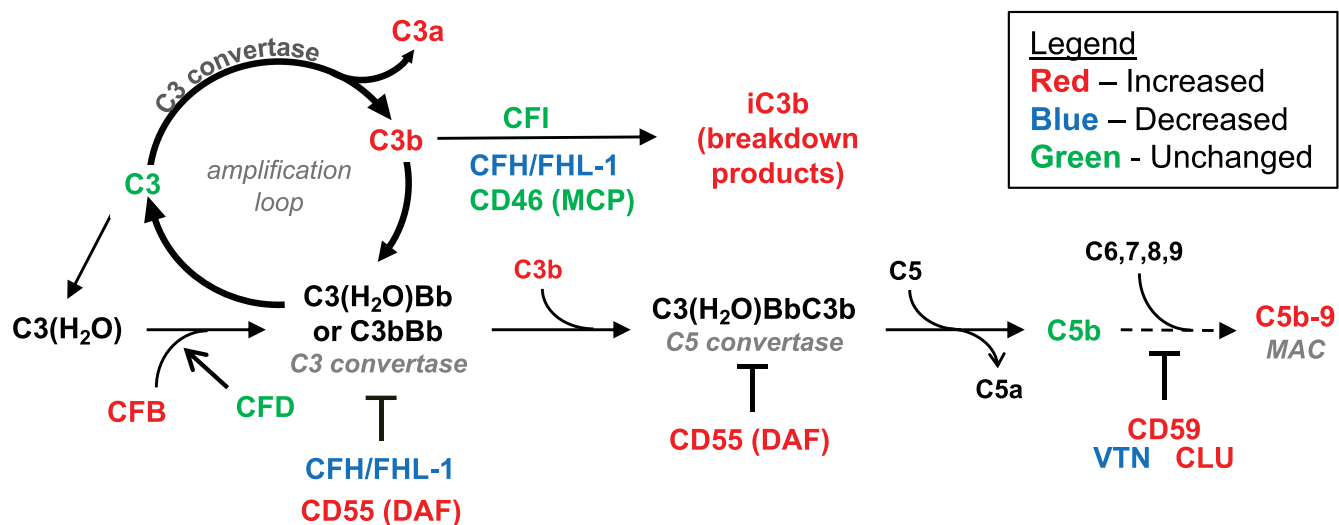 C3a
C3 convertase
Legend
Red – Increased
Blue – Decreased
Green - Unchanged
C3b
CFI
CFH/FHL-1
CD46 (MCP)
iC3b
(breakdown
products)
C3
amplification
loop
C3(H₂O)
C3(H₂O)Bb
or C3bBb
C3 convertase
C3b
C3(H₂O)BbC3b
C5 convertase
C5
C5a
C5b
C6,7,8,9
C5b-9
MAC
CFB
CFD
CFH/FHL-1
CD55 (DAF)
CD55 (DAF)
CD59
VTN CLU